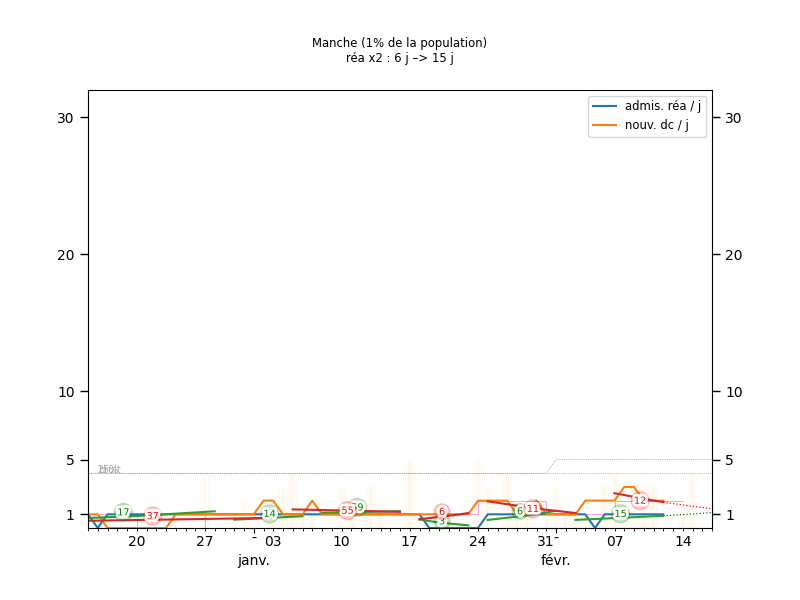 Manche (1% de la population)
réa x2 : 6 j –> 15 j
admis. réa / j
nouv. dc / j
30 30
20 20
10 10
5 5
1 1
17 37 14 55 6 3 11 12 15
20 27 03 10 17 24 31 07 14
janv. févr.